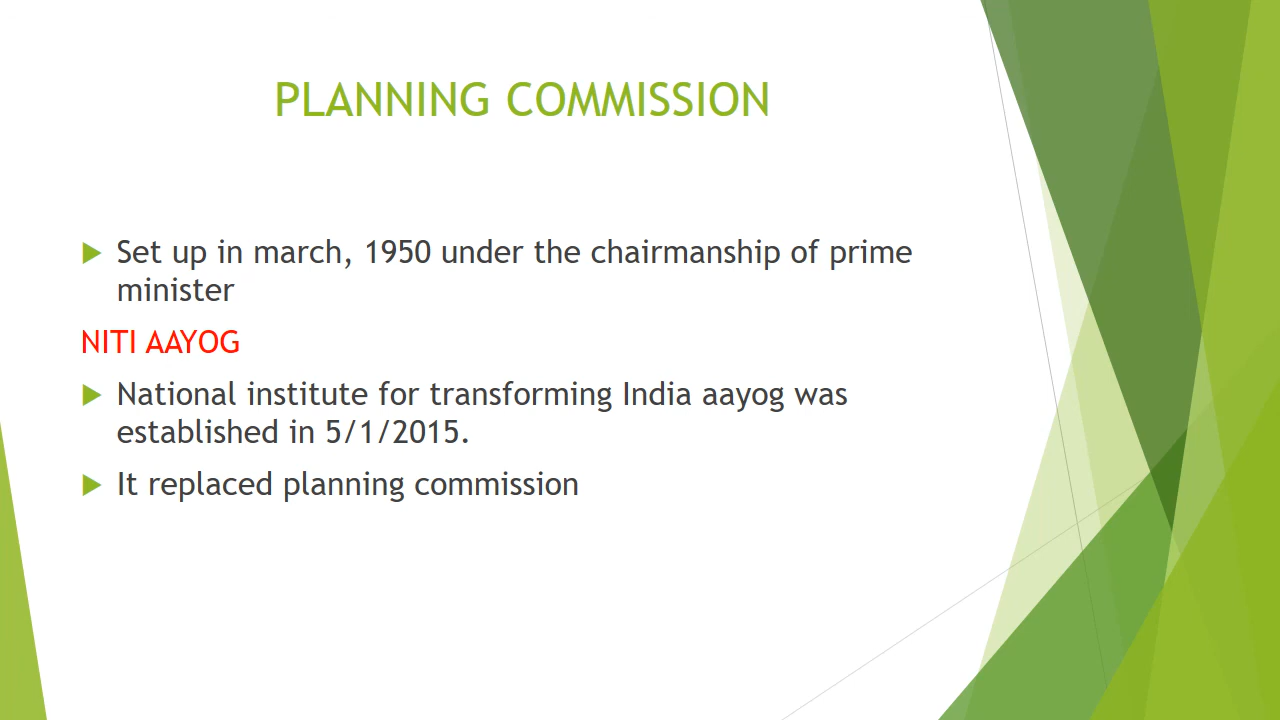 PLANNING COMMISSION
Set up in march, 1950 under the chairmanship of prime
minister
NITI AAYOG
National institute for transforming India aayog was
established in 5/1/2015.
It replaced planning commission